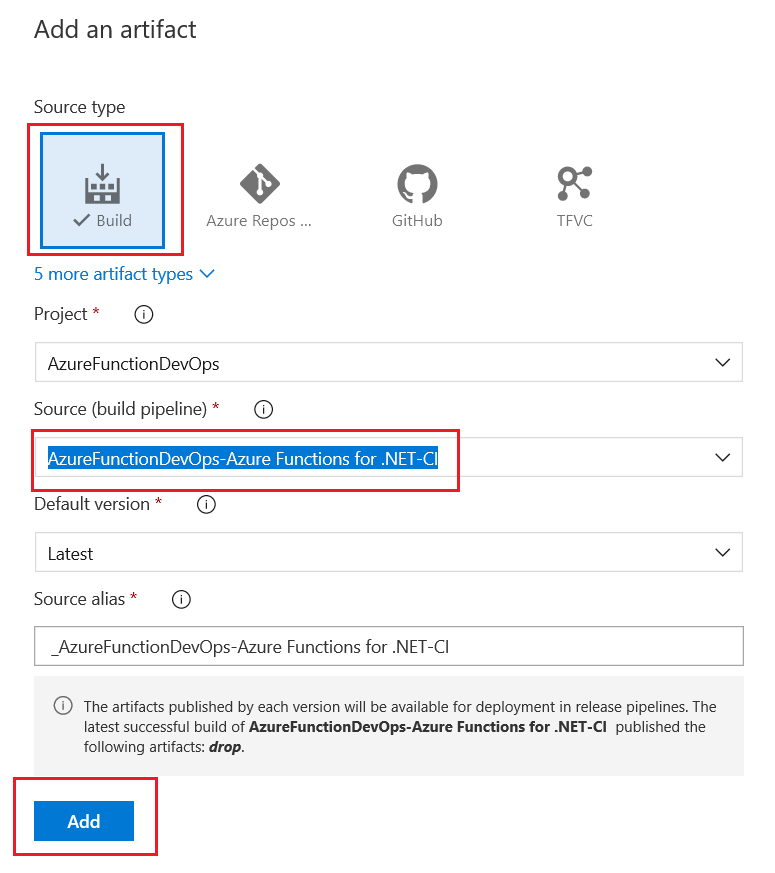 Add an artifact
Source type
Build
Azure Repos ...
GitHub
TFVC
5 more artifact types
Project *
AzureFunctionDevOps
Source (build pipeline) *
AzureFunctionDevOps-Azure Functions for .NET-CI
Default version *
Latest
Source alias *
_AzureFunctionDevOps-Azure Functions for .NET-CI
The artifacts published by each version will be available for deployment in release pipelines. The
latest successful build of AzureFunctionDevOps-Azure Functions for .NET-CI published the
following artifacts: drop.
Add